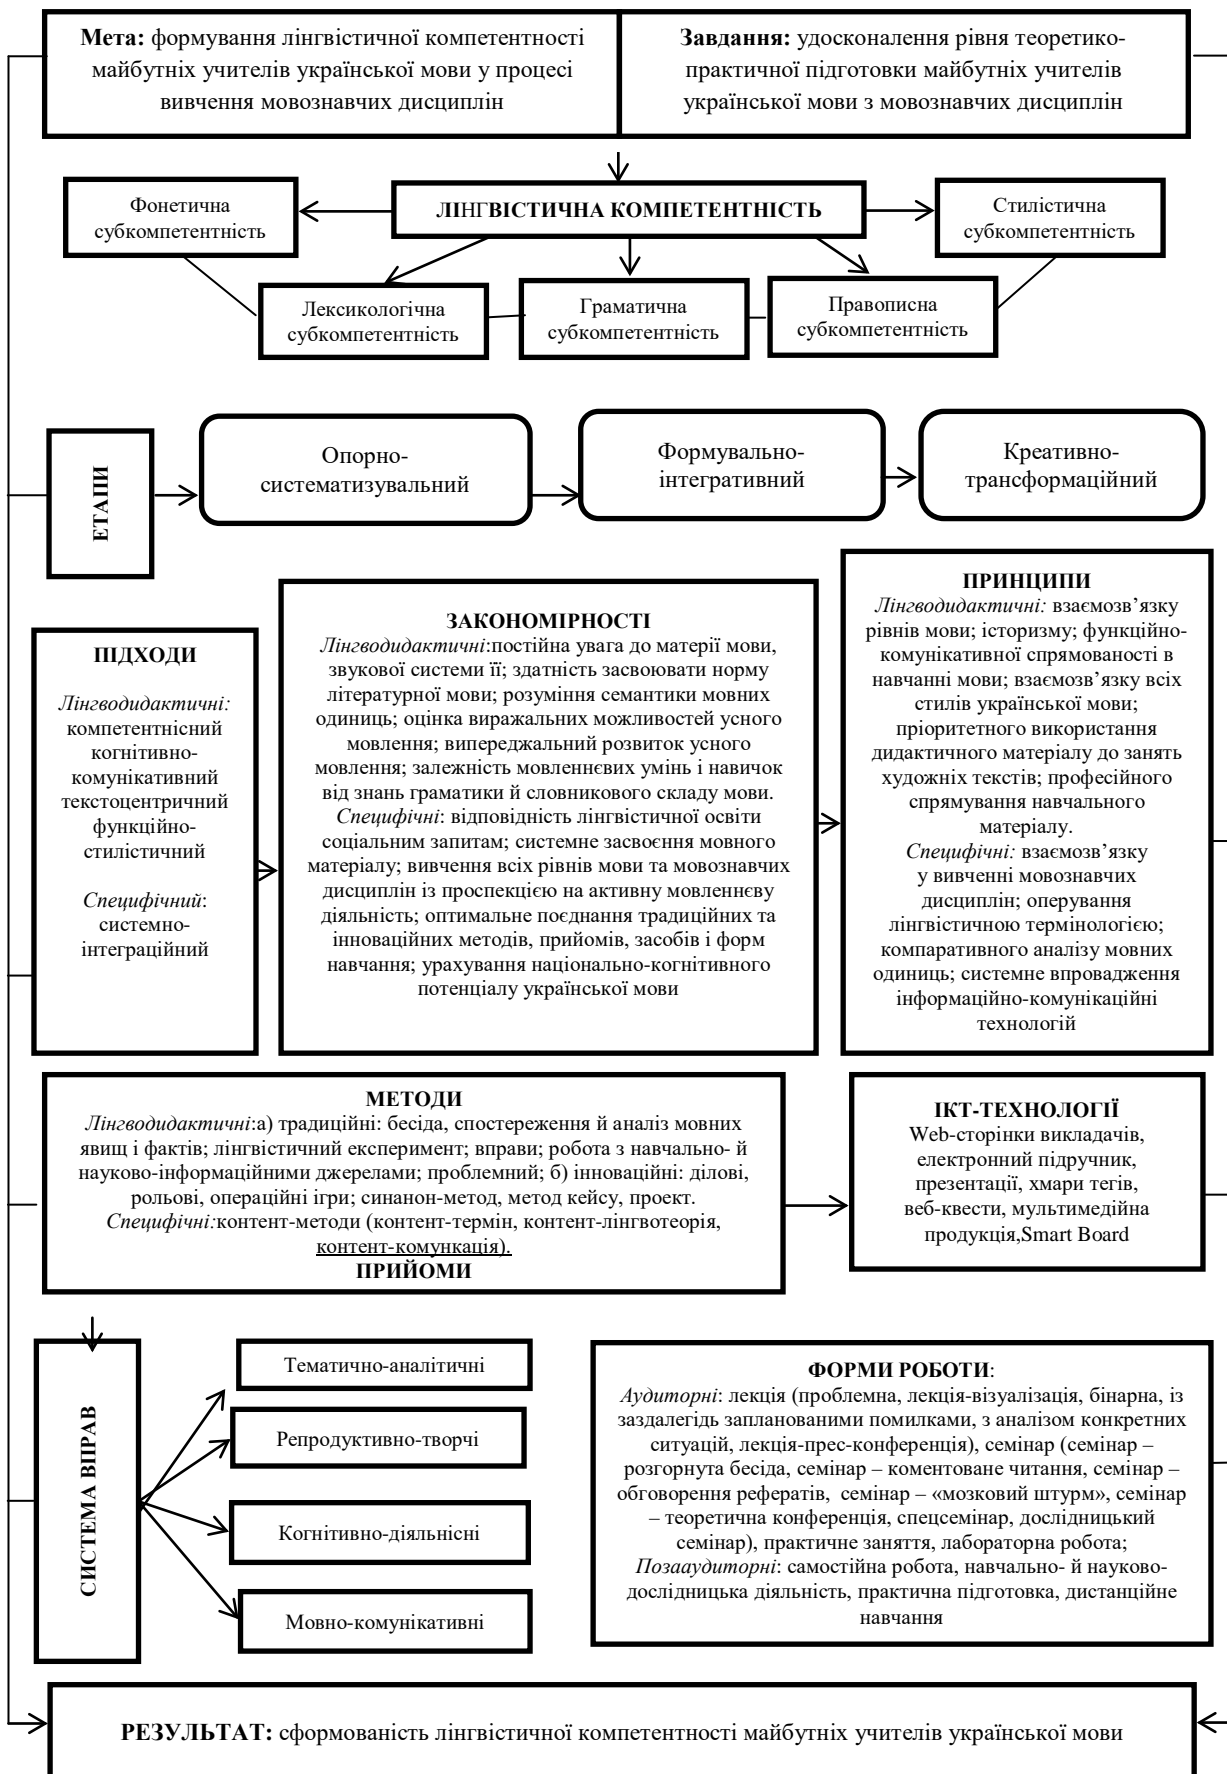 Мета: формування лінгвістичної компетентності
майбутніх учителів української мови у процесі
вивчення мовознавчих дисциплін
Завдання: удосконалення рівня теоретико-
практичної підготовки майбутніх учителів
української мови з мовознавчих дисциплін
ЛІНГВІСТИЧНА КОМПЕТЕНТНІСТЬ
Фонетична
субкомпетентність
Стилістична
субкомпетентність
Лексикологічна
субкомпетентність
Граматична
субкомпетентність
Правописна
субкомпетентність
ЕТАПИ
Опорно-
систематизувальний
Формувально-
інтегративний
Креативно-
трансформаційний
ПІДХОДИ
Лінгводидактичні:
компетентнісний
когнітивно-
комунікативний
текстоцентричний
функційно-
стилістичний
Специфічний:
системно-
інтеграційний
ЗАКОНОМІРНОСТІ
Лінгводидактичні:постійна увага до матерії мови,
звукової системи її; здатність засвоювати норму
літературної мови; розуміння семантики мовних
одиниць; оцінка виражальних можливостей усного
мовлення; випереджальний розвиток усного
мовлення; залежність мовленнєвих умінь і навичок
від знань граматики й словникового складу мови.
Специфічні: відповідність лінгвістичної освіти
соціальним запитам; системне засвоєння мовного
матеріалу; вивчення всіх рівнів мови та мовознавчих
дисциплін із проспекцією на активну мовленнєву
діяльність; оптимальне поєднання традиційних та
інноваційних методів, прийомів, засобів і форм
навчання; урахування національно-когнітивного
потенціалу української мови
ПРИНЦИПИ
Лінгводидактичні: взаємозв’язку
рівнів мови; історизму; функційно-
комунікативної спрямованості в
навчанні мови; взаємозв’язку всіх
стилів української мови;
пріоритетного використання
дидактичного матеріалу до занять
художніх текстів; професійного
спрямування навчального
матеріалу.
Специфічні: взаємозв’язку
у вивченні мовознавчих
дисциплін; оперування
лінгвістичною термінологією;
компаративного аналізу мовних
одиниць; системне впровадження
інформаційно-комунікаційні
технологій
МЕТОДИ
Лінгводидактичні:а) традиційні: бесіда, спостереження й аналіз мовних
явищ і фактів; лінгвістичний експеримент; вправи; робота з навчально- й
науково-інформаційними джерелами; проблемний; б) інноваційні: ділові,
рольові, операційні ігри; синанон-метод, метод кейсу, проект.
Специфічні:контент-методи (контент-термін, контент-лінгвотеорія,
контент-комункація).
ПРИЙОМИ
ІКТ-ТЕХНОЛОГІЇ
Web-сторінки викладачів,
електронний підручник,
презентації, хмари тегів,
веб-квести, мультимедійна
продукція,Smart Board
СИСТЕМА ВПРАВ
Тематично-аналітичні
Репродуктивно-творчі
Когнітивно-діяльнісні
Мовно-комунікативні
ФОРМИ РОБОТИ:
Аудиторні: лекція (проблемна, лекція-візуалізація, бінарна, із
заздалегідь запланованими помилками, з аналізом конкретних
ситуацій, лекція-прес-конференція), семінар (семінар –
розгорнута бесіда, семінар – коментоване читання, семінар –
обговорення рефератів, семінар – «мозковий штурм», семінар
– теоретична конференція, спецсемінар, дослідницький
семінар), практичне заняття, лабораторна робота;
Позааудиторні: самостійна робота, навчально- й науково-
дослідницька діяльність, практична підготовка, дистанційне
навчання
РЕЗУЛЬТАТ: сформованість лінгвістичної компетентності майбутніх учителів української мови